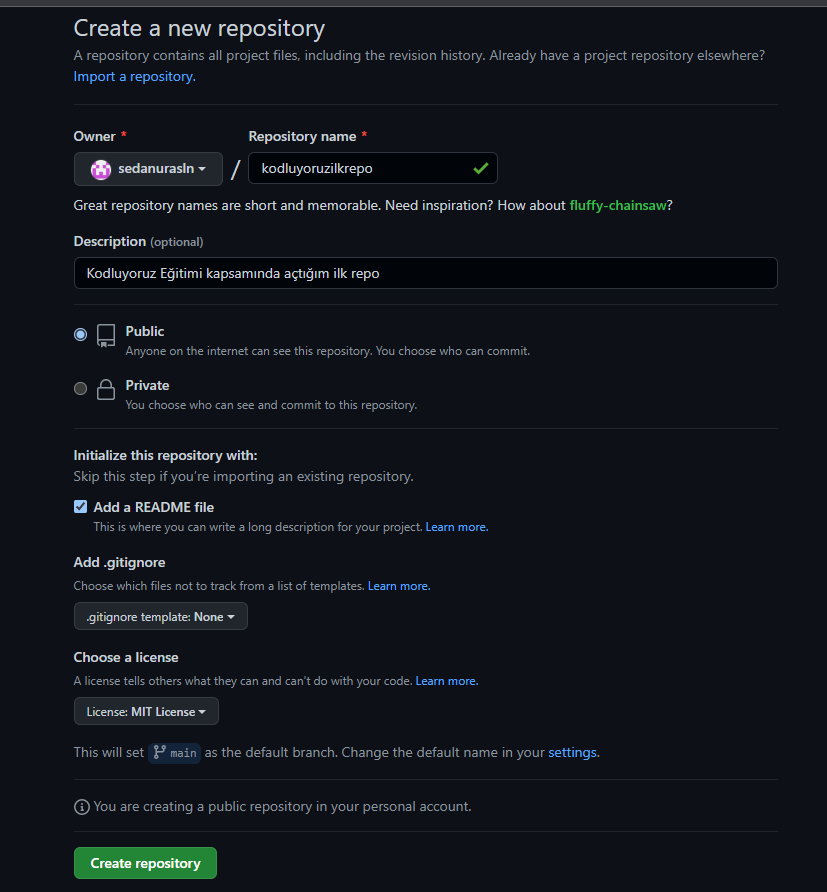 Create a new repository
A repository contains all project files, including the revision history. Already have a project repository elsewhere?
Import a repository.
Owner * Repository name *
sedanurasln / kodluyoruzilkrepo
Great repository names are short and memorable. Need inspiration? How about fluffy-chainsaw?
Description (optional)
Kodluyoruz Eğitimi kapsamında açtığım ilk repo
Public
Anyone on the internet can see this repository. You choose who can commit.
Private
You choose who can see and commit to this repository.
Initialize this repository with:
Skip this step if you're importing an existing repository.
Add a README file
This is where you can write a long description for your project. Learn more.
Add .gitignore
Choose which files not to track from a list of templates. Learn more.
.gitignore template: None
Choose a license
A license tells others what they can and can't do with your code. Learn more.
License: MIT License
This will set main as the default branch. Change the default name in your settings.
You are creating a public repository in your personal account.
Create repository